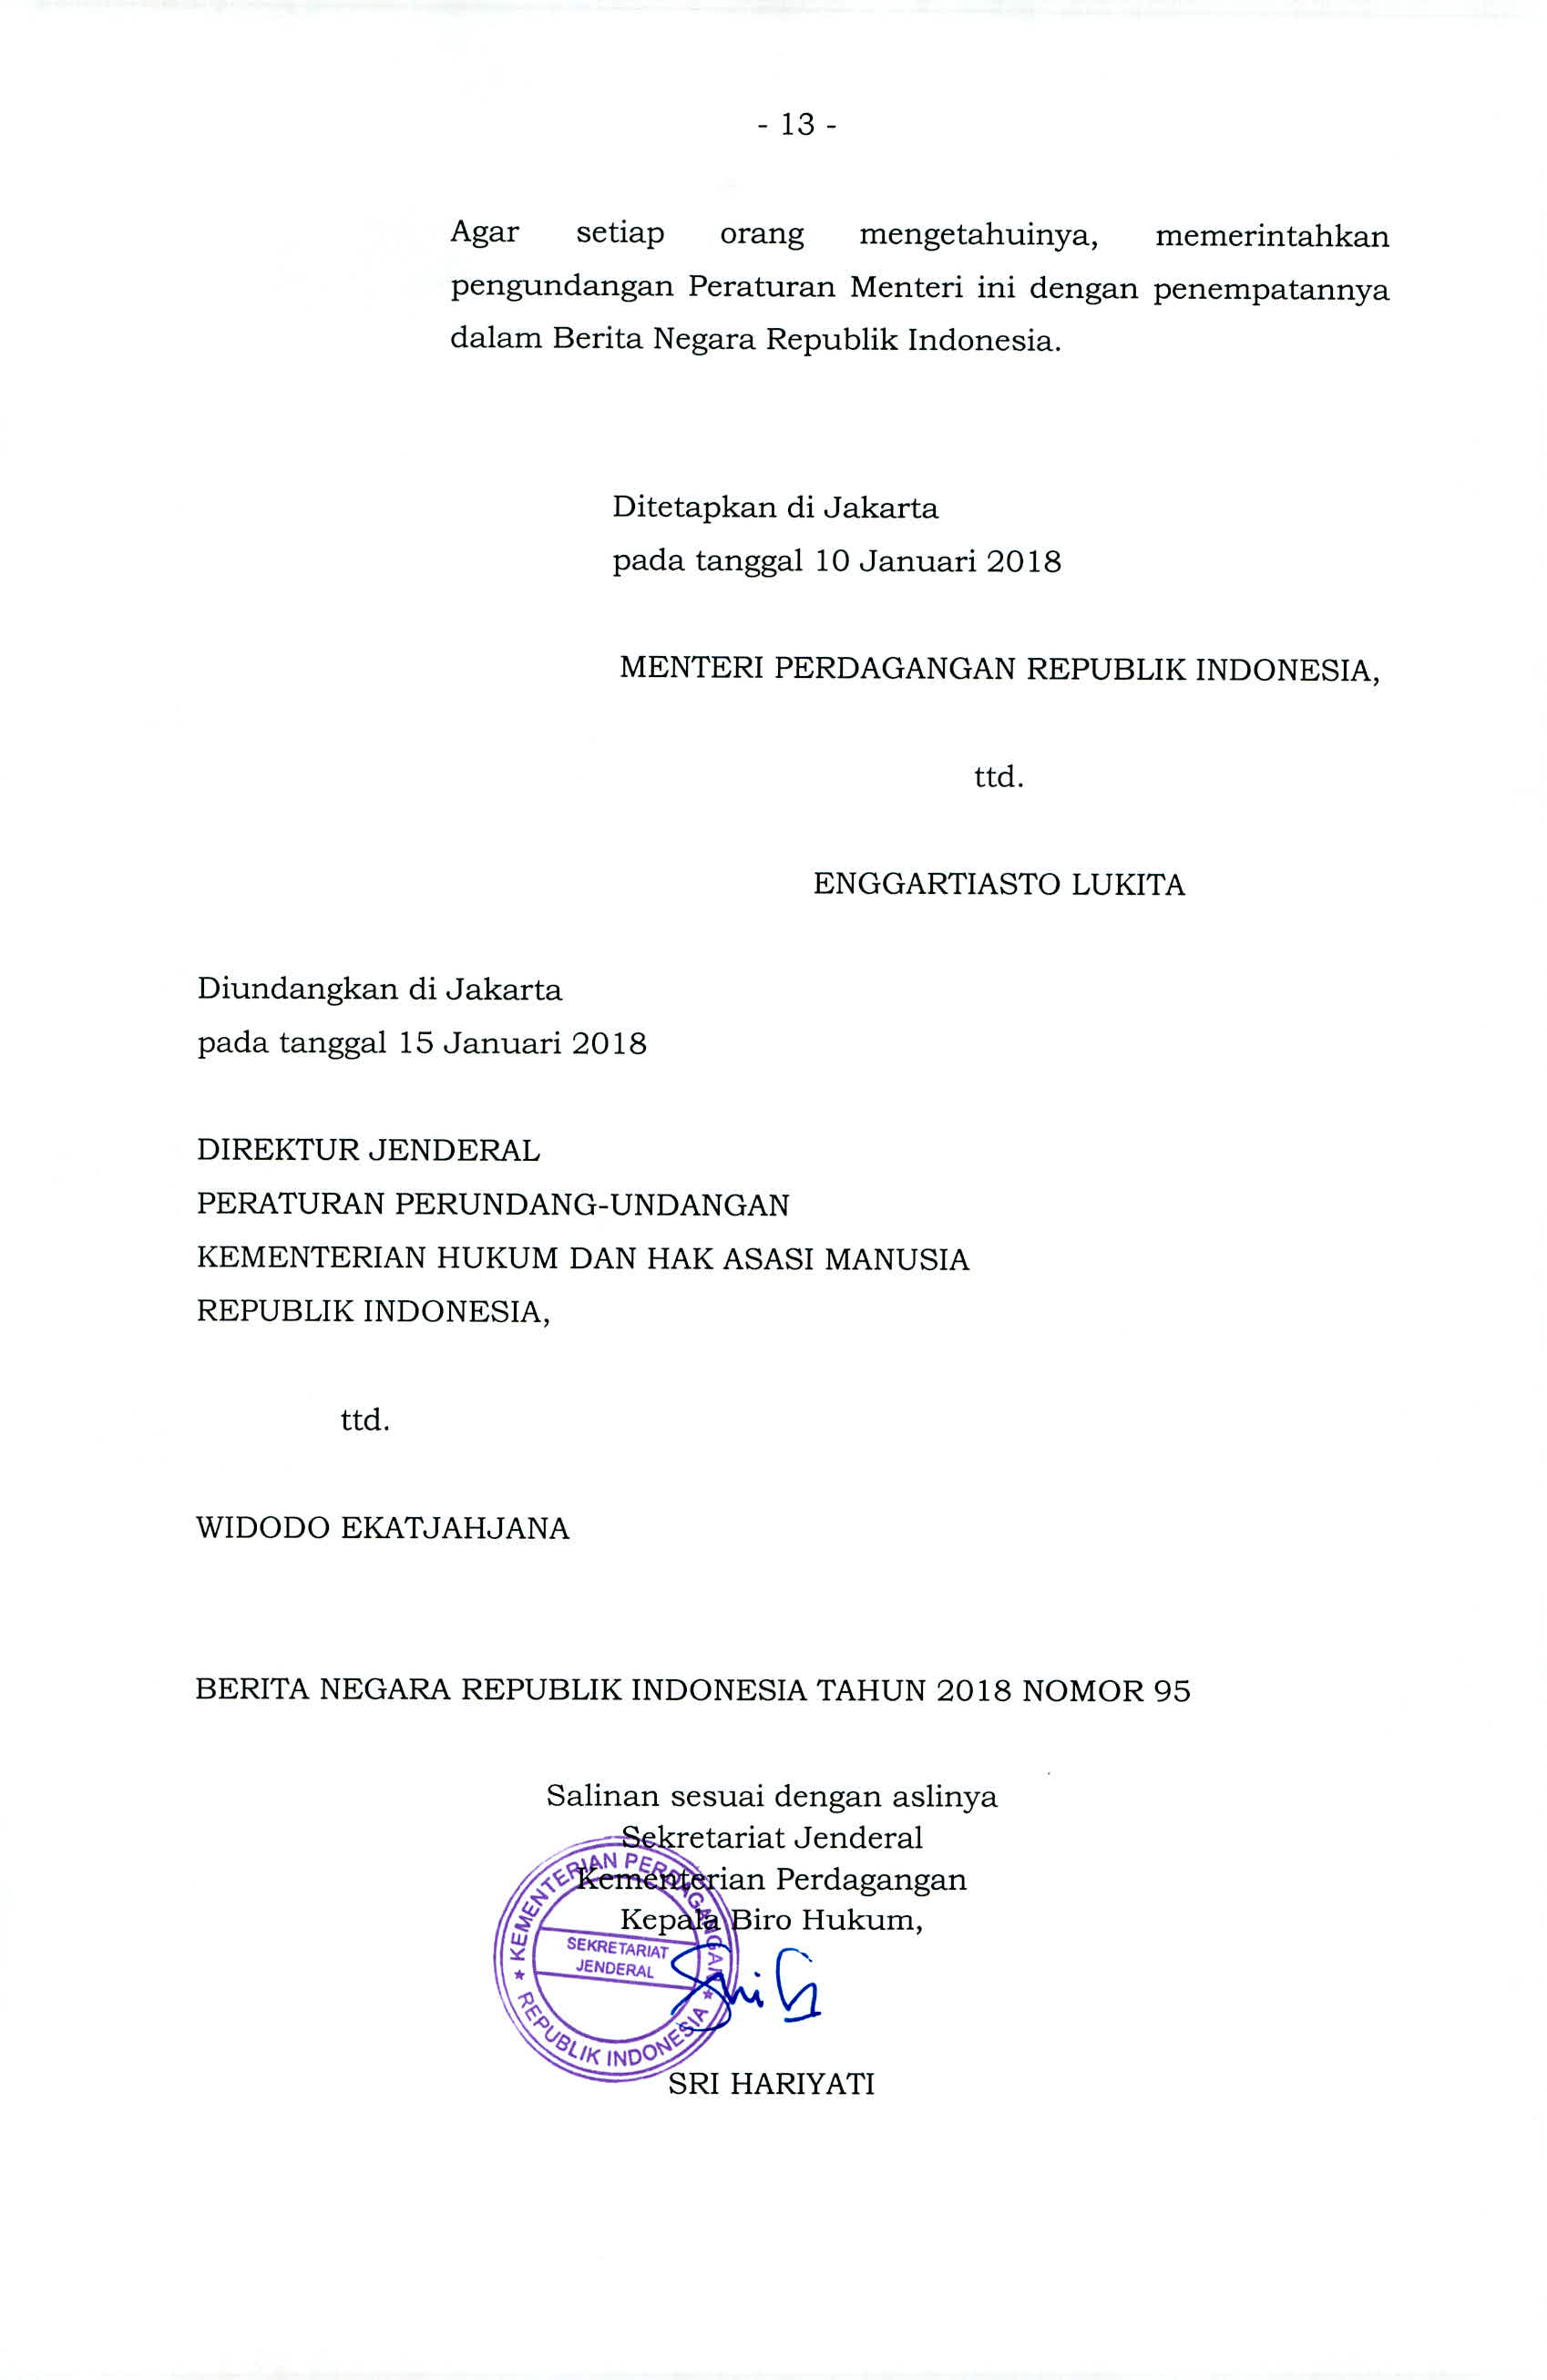 - 13 -
Agar setiap orang mengetahuinya, memerintahkan
pengundangan Peraturan Menteri ini dengan penempatannya
dalam Berita Negara Republik Indonesia.
Ditetapkan di Jakarta
pada tanggal 10 Januari 2018
MENTERI PERDAGANGAN REPUBLIK INDONESIA,
ttd.
ENGGARTIASTO LUKITA
Diundangkan di Jakarta
pada tanggal 15 Januari 2018
DIREKTUR JENDERAL
PERATURAN PERUNDANG-UNDANGAN
KEMENTERIAN HUKUM DAN HAK ASASI MANUSIA
REPUBLIK INDONESIA,
ttd.
WIDODO EKATJAHJANA
BERITA NEGARA REPUBLIK INDONESIA TAHUN 2018 NOMOR 95
Salinan sesuai dengan aslinya
Sekretariat Jenderal
Kementerian Perdagangan
Kepala Biro Hukum,
KEMENTERIAN PERDAGANGAN
SEKRETARIAT
JENDERAL
REPUBLIK INDONESIA
SRI HARIYATI